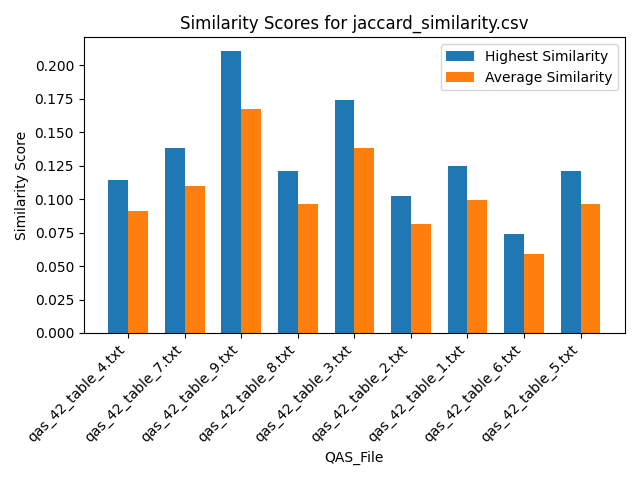 Similarity Scores for jaccard_similarity.csv
Highest Similarity
Average Similarity
Similarity Score
0.200
0.175
0.150
0.125
0.100
0.075
0.050
0.025
0.000
qas_42_table_4.txt
qas_42_table_7.txt
qas_42_table_9.txt
qas_42_table_8.txt
qas_42_table_3.txt
qas_42_table_2.txt
qas_42_table_1.txt
qas_42_table_6.txt
qas_42_table_5.txt
QAS_File